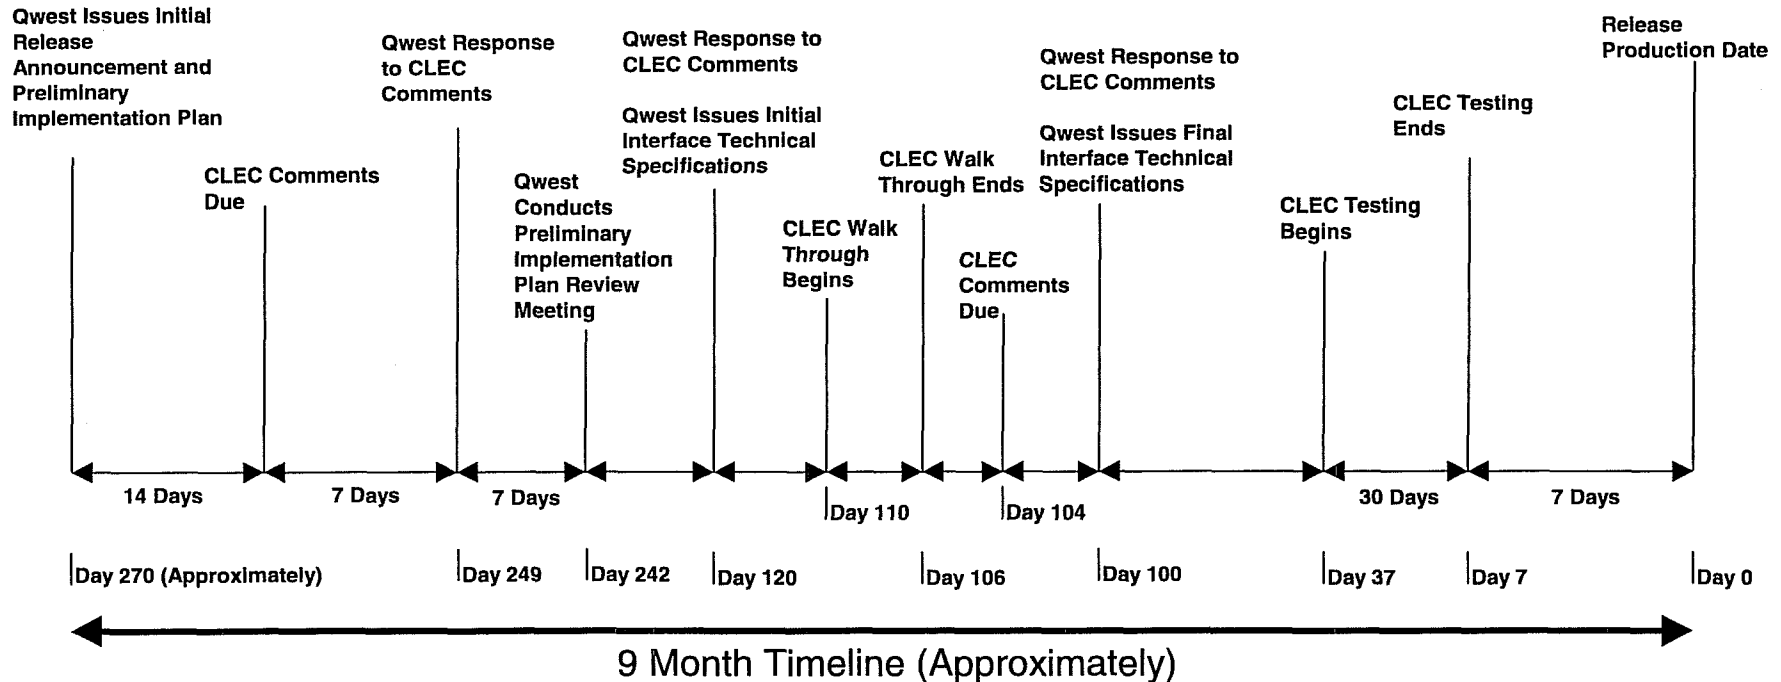 Qwest Issues Initial
Release
Announcement and
Preliminary
Implementation Plan
CLEC Comments
Due
Qwest Response
to CLEC
Comments
Qwest
Conducts
Preliminary
Implementation
Plan Review
Meeting
Qwest Response to
CLEC Comments
Qwest Issues Initial
Interface Technical
Specifications
CLEC Walk
Through
Begins
CLEC Walk
Through Ends
CLEC
Comments
Due
Qwest Response to
CLEC Comments
Qwest Issues Final
Interface Technical
Specifications
CLEC Testing
Begins
CLEC Testing
Ends
Release
Production Date
14 Days
7 Days
7 Days
30 Days
7 Days
Day 110
Day 104
Day 270 (Approximately)
Day 249
Day 242
Day 120
Day 106
Day 100
Day 37
Day 7
Day 0
9 Month Timeline (Approximately)